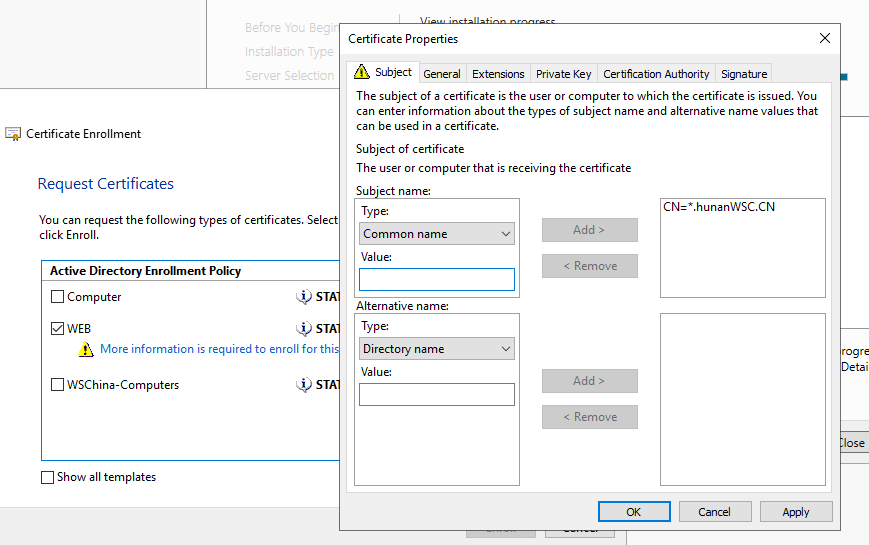 Before You Begin
Installation Type
Server Selection
View installation progress
Certificate Enrollment
Request Certificates
You can request the following types of certificates. Select
click Enroll.
Active Directory Enrollment Policy
Computer
STAT
WEB
STAT
More information is required to enroll for this
WSChina-Computers
STAT
Show all templates
Cancel
Certificate Properties
Subject
General
Extensions
Private Key
Certification Authority
Signature
The subject of a certificate is the user or computer to which the certificate is issued. You
can enter information about the types of subject name and alternative name values that
can be used in a certificate.
Subject of certificate
The user or computer that is receiving the certificate
Subject name:
Type:
Common name
Value:
Add >
< Remove
CN=*.hunanWSC.CN
Alternative name:
Type:
Directory name
Value:
Add >
< Remove
OK
Cancel
Apply
Close